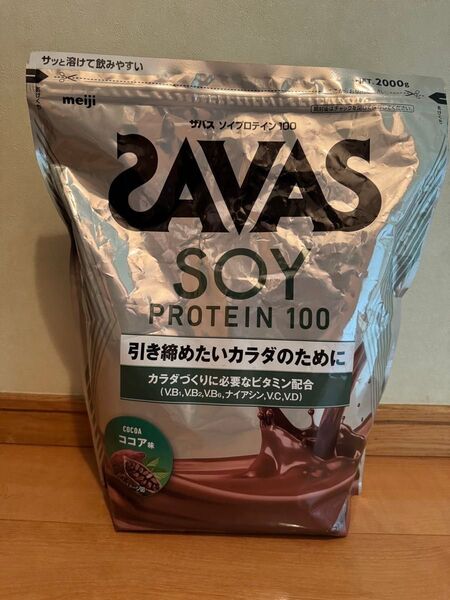 サッと溶けて飲みやすい
NET. 2000g
meiji
ザバス ソイプロテイン100
SAVAS
SOY
PROTEIN 100
引き締めたいカラダのために
カラダづくりに必要なビタミン配合
(V.B1,V.B2,V.B6,ナイアシン,V.C,V.D)
COCOA
ココア味